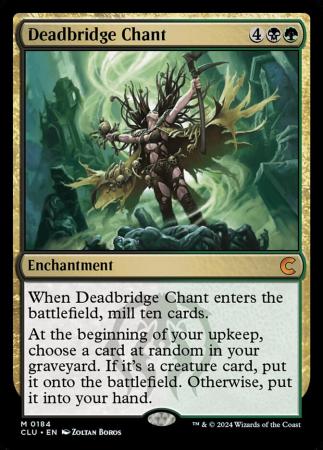 Deadbridge Chant 4
Enchantment
When Deadbridge Chant enters the
battlefield, mill ten cards.
At the beginning of your upkeep,
choose a card at random in your
graveyard. If it's a creature card, put
it onto the battlefield. Otherwise, put
it into your hand.
M 0184
CLU • EN Zoltan Boros
™ & © 2024 Wizards of the Coast